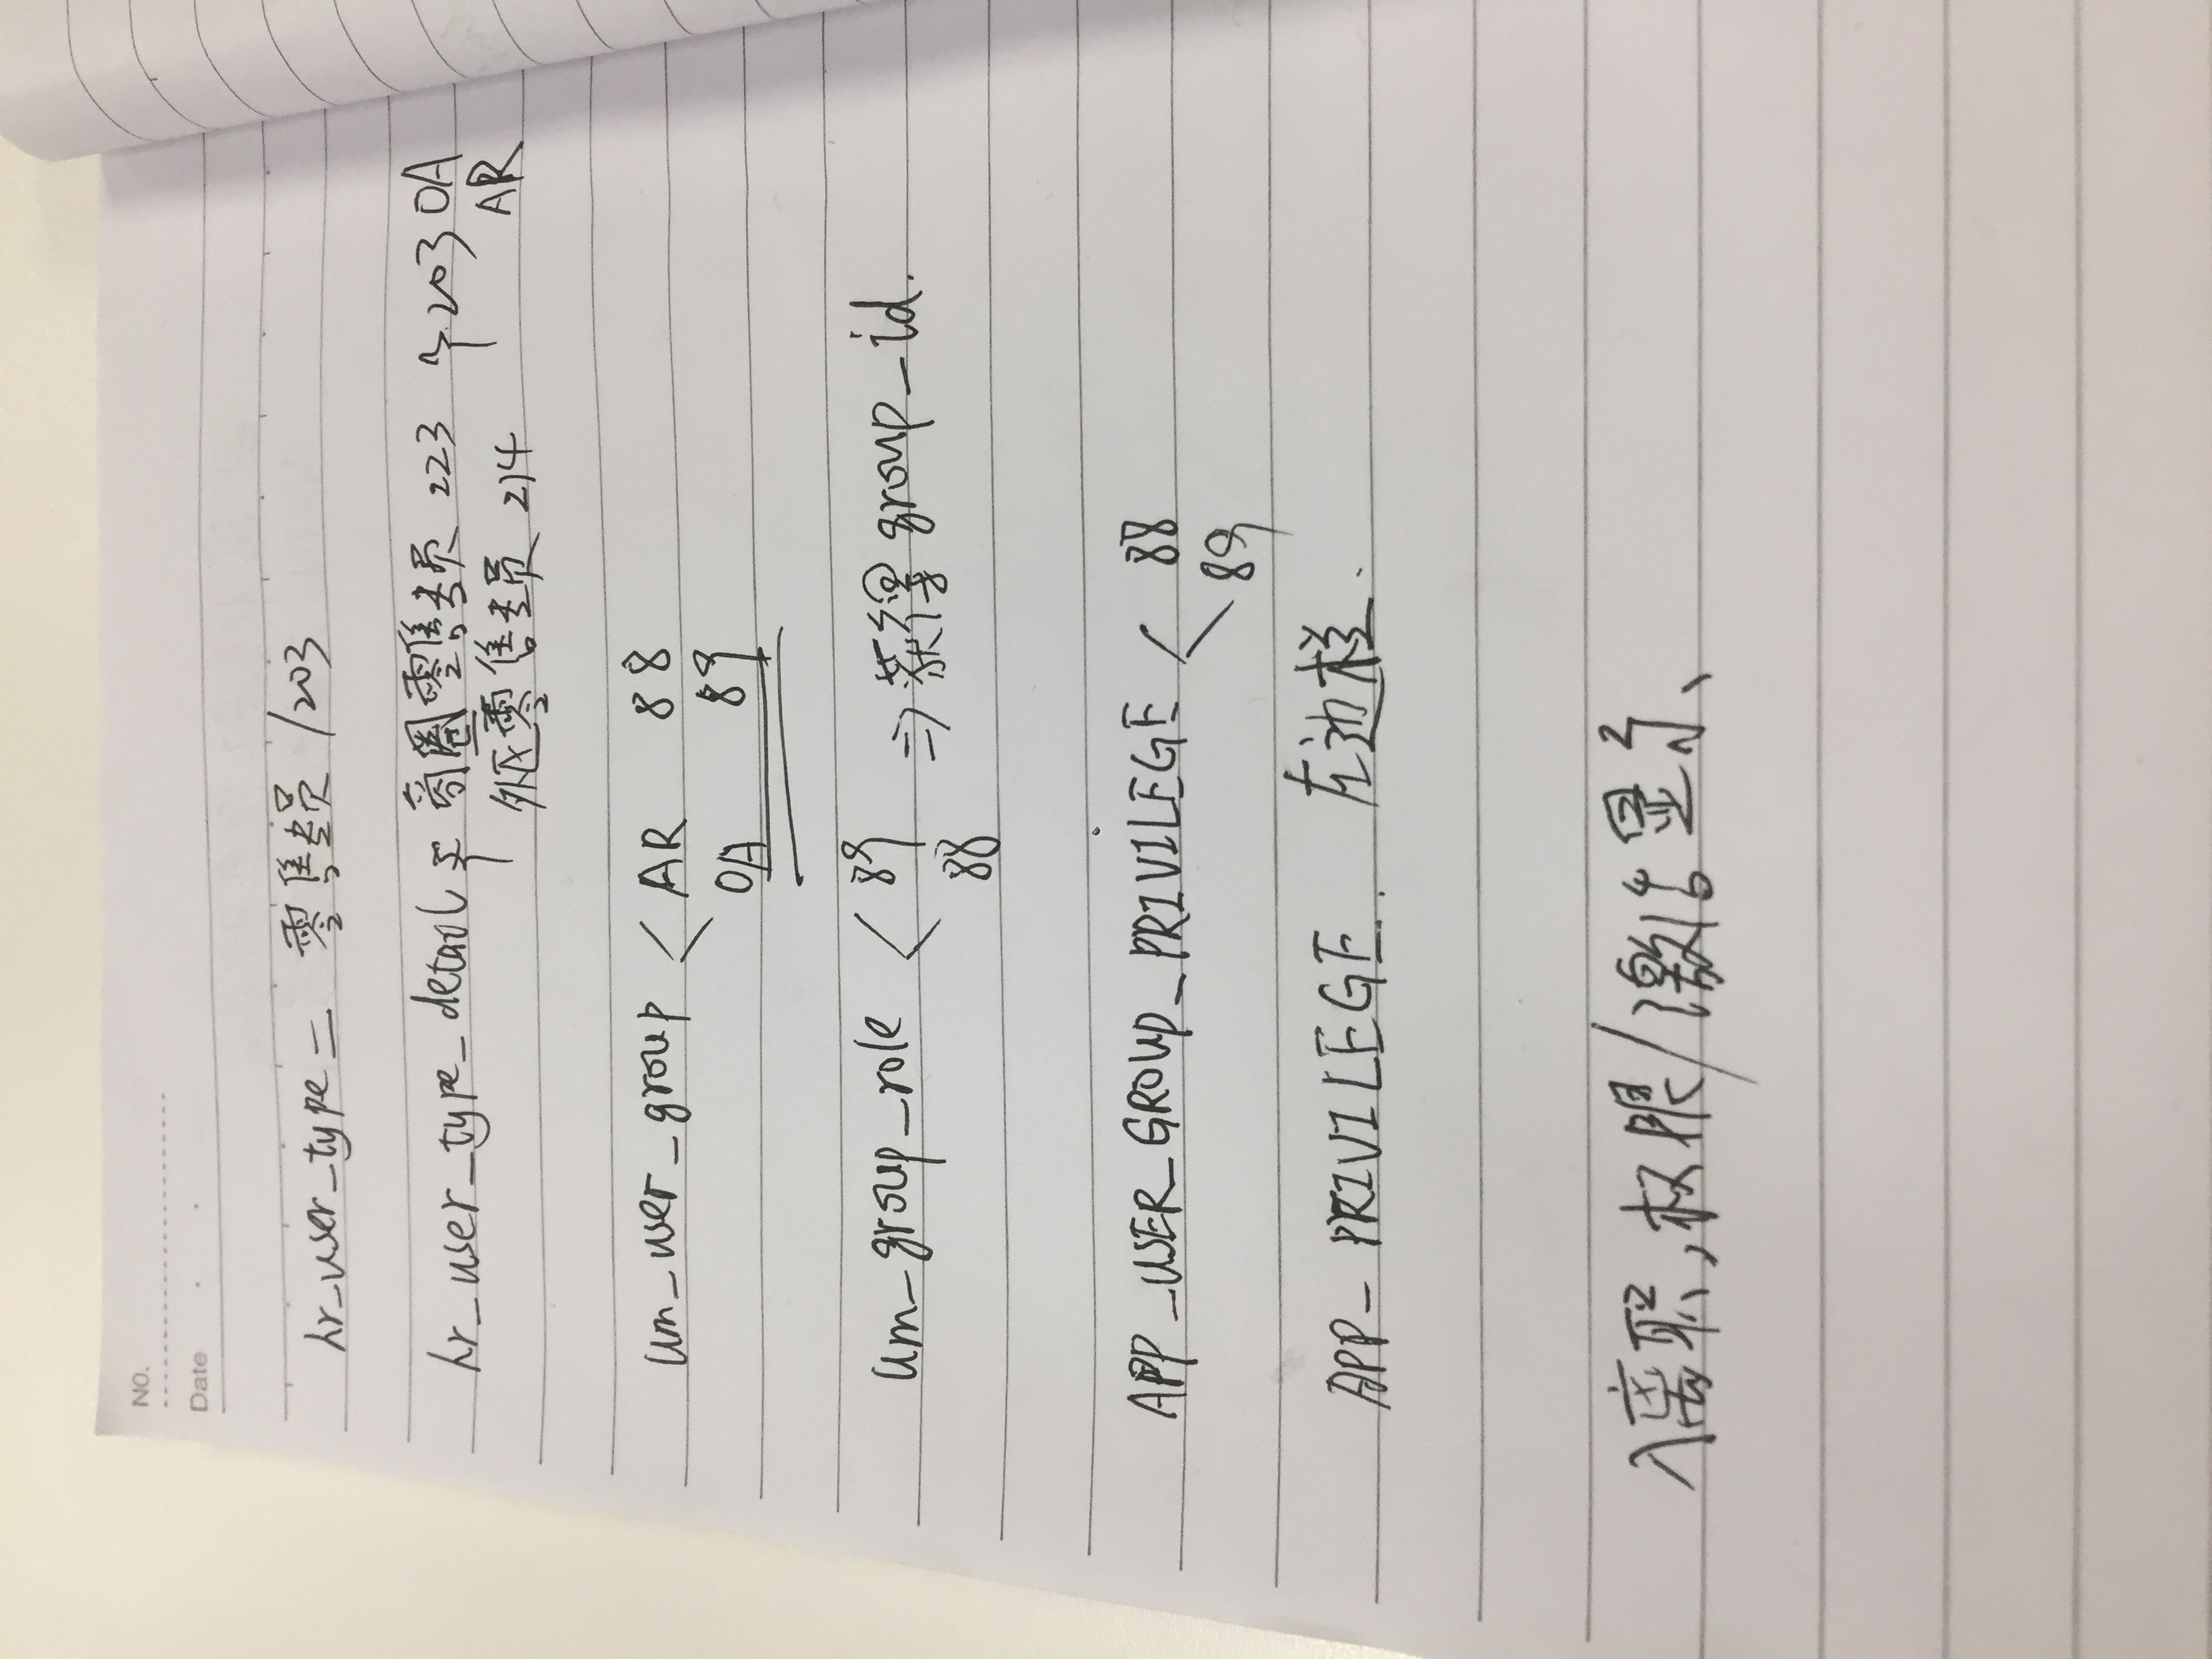 NO.
Date
hr_user_type = 零售专员 /203
hr_user_type_detail { 商圈零售专员 223 } 203 OA
外区零售专员 214 AR
um_user_group < AR 88
OA 89
um_group_role < 89 ⇒ 获得 group_id.
88
APP_USER_GROUP_PRIVILEGE < 88
89
APP_PRIVILEGE. 左边栏.
入离职,权限/激活显示、